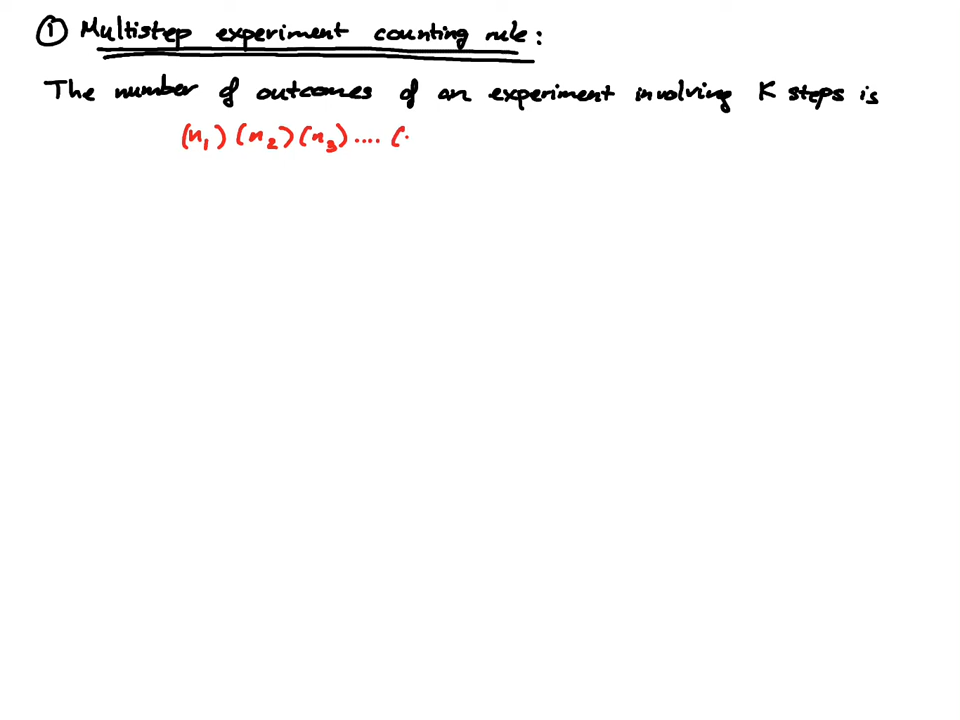 ① Multistep experiment counting rule:
The number of outcomes of an experiment involving K steps is
(n₁) (n₂) (n₃) .... (